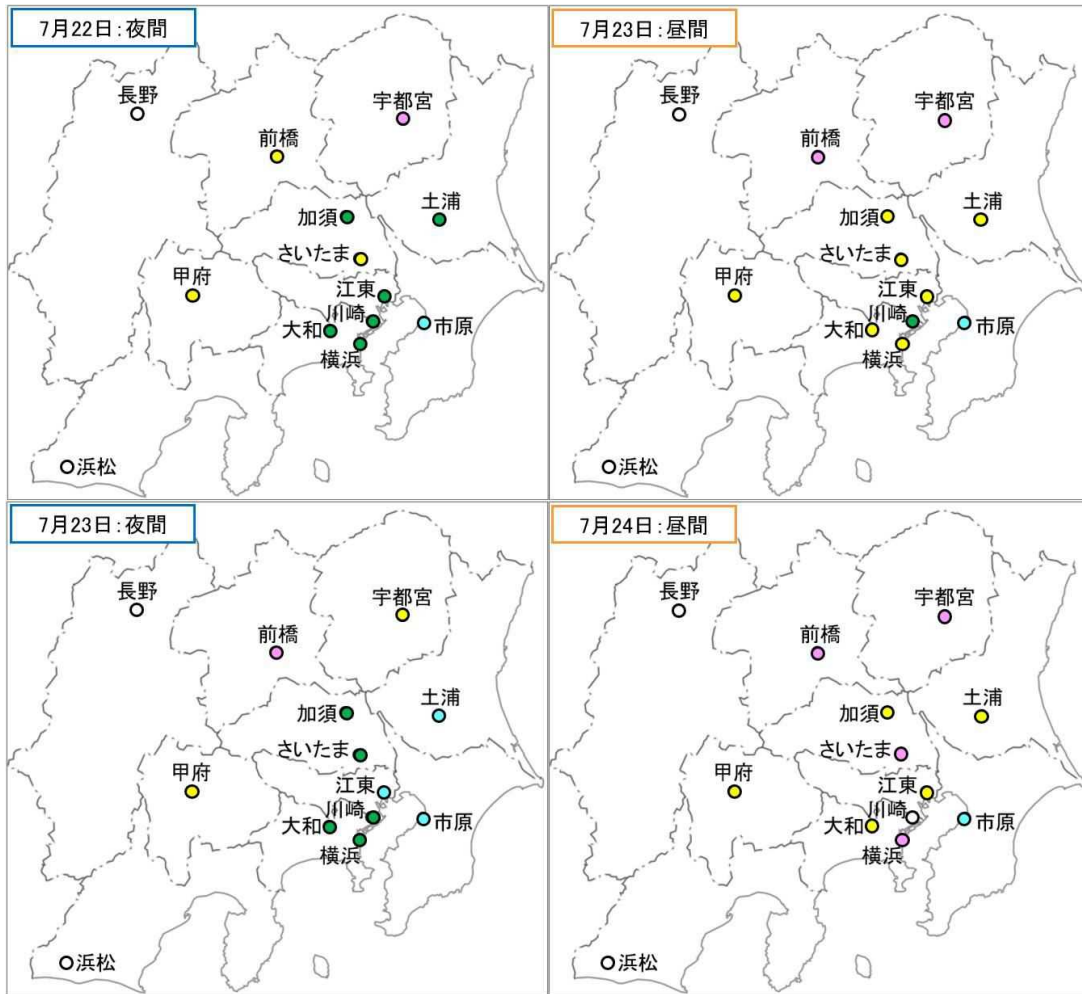 7月22日:夜間
長野
宇都宮
前橋
土浦
加須
さいたま
甲府
江東
川崎
大和
市原
横浜
浜松
7月23日:昼間
長野
宇都宮
前橋
土浦
加須
さいたま
甲府
江東
川崎
大和
市原
横浜
浜松
7月23日:夜間
長野
宇都宮
前橋
土浦
加須
さいたま
甲府
江東
川崎
大和
市原
横浜
浜松
7月24日:昼間
長野
宇都宮
前橋
土浦
加須
さいたま
甲府
江東
川崎
大和
市原
横浜
浜松